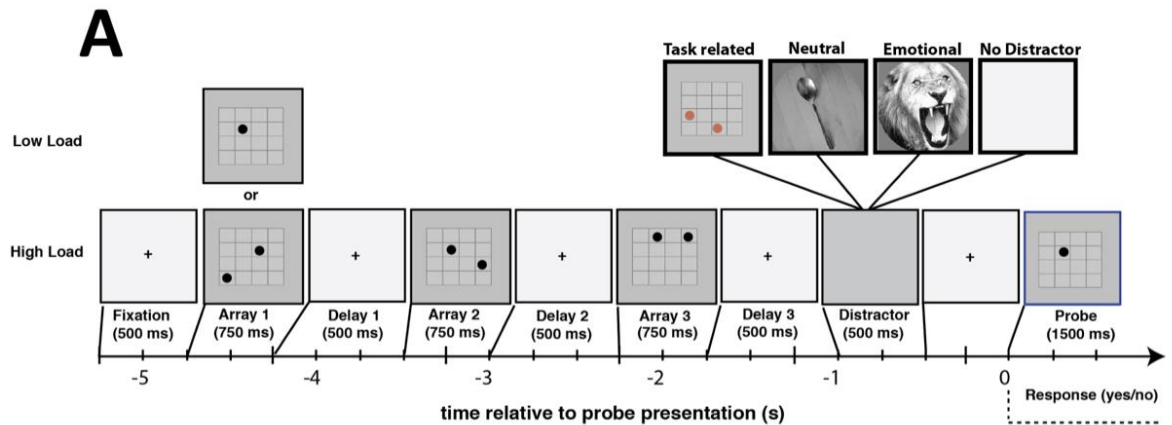 A
Task related Neutral Emotional No Distractor
Low Load
or
High Load
+ + + + +
Fixation Array 1 Delay 1 Array 2 Delay 2 Array 3 Delay 3 Distractor Probe
(500 ms) (750 ms) (500 ms) (750 ms) (500 ms) (750 ms) (500 ms) (500 ms) (1500 ms)
-5 -4 -3 -2 -1 0
Response (yes/no)
time relative to probe presentation (s)